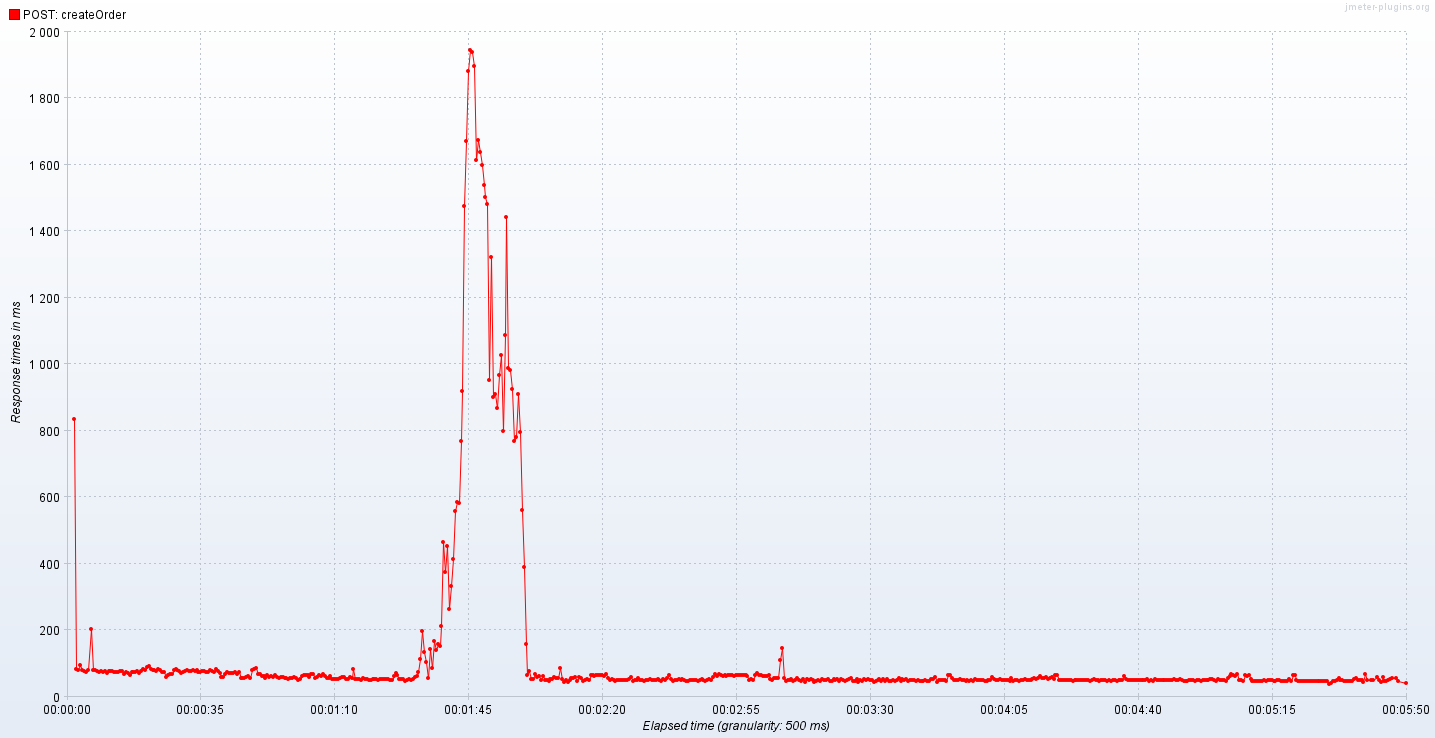 POST: createOrder
jmeter-plugins.org
2 000
1 800
1 600
1 400
1 200
1 000
800
600
400
200
0
Response times in ms
00:00:00 00:00:35 00:01:10 00:01:45 00:02:20 00:02:55 00:03:30 00:04:05 00:04:40 00:05:15 00:05:50
Elapsed time (granularity: 500 ms)